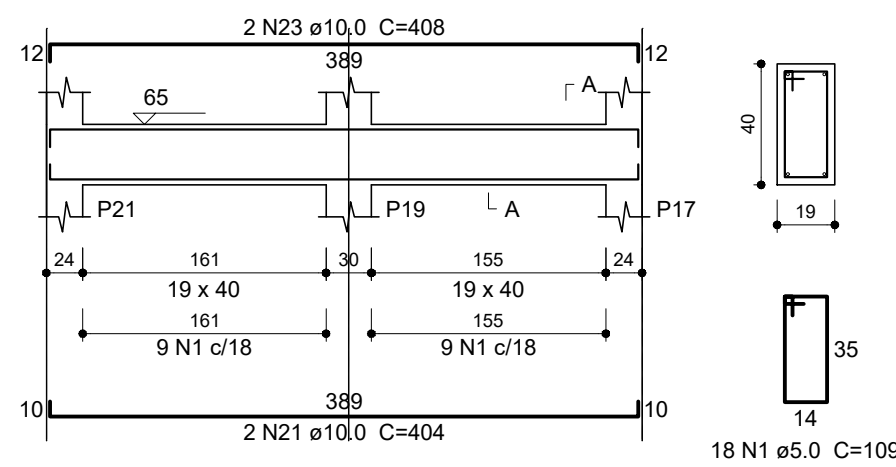 2 N23 ø10.0 C=408
12 389 12
A
65
40
P21 P19 A P17
19
24 161 30 155 24
19 x 40 19 x 40
161 155
9 N1 c/18 9 N1 c/18
35
10 389 10
14
2 N21 ø10.0 C=404
18 N1 ø5.0 C=109